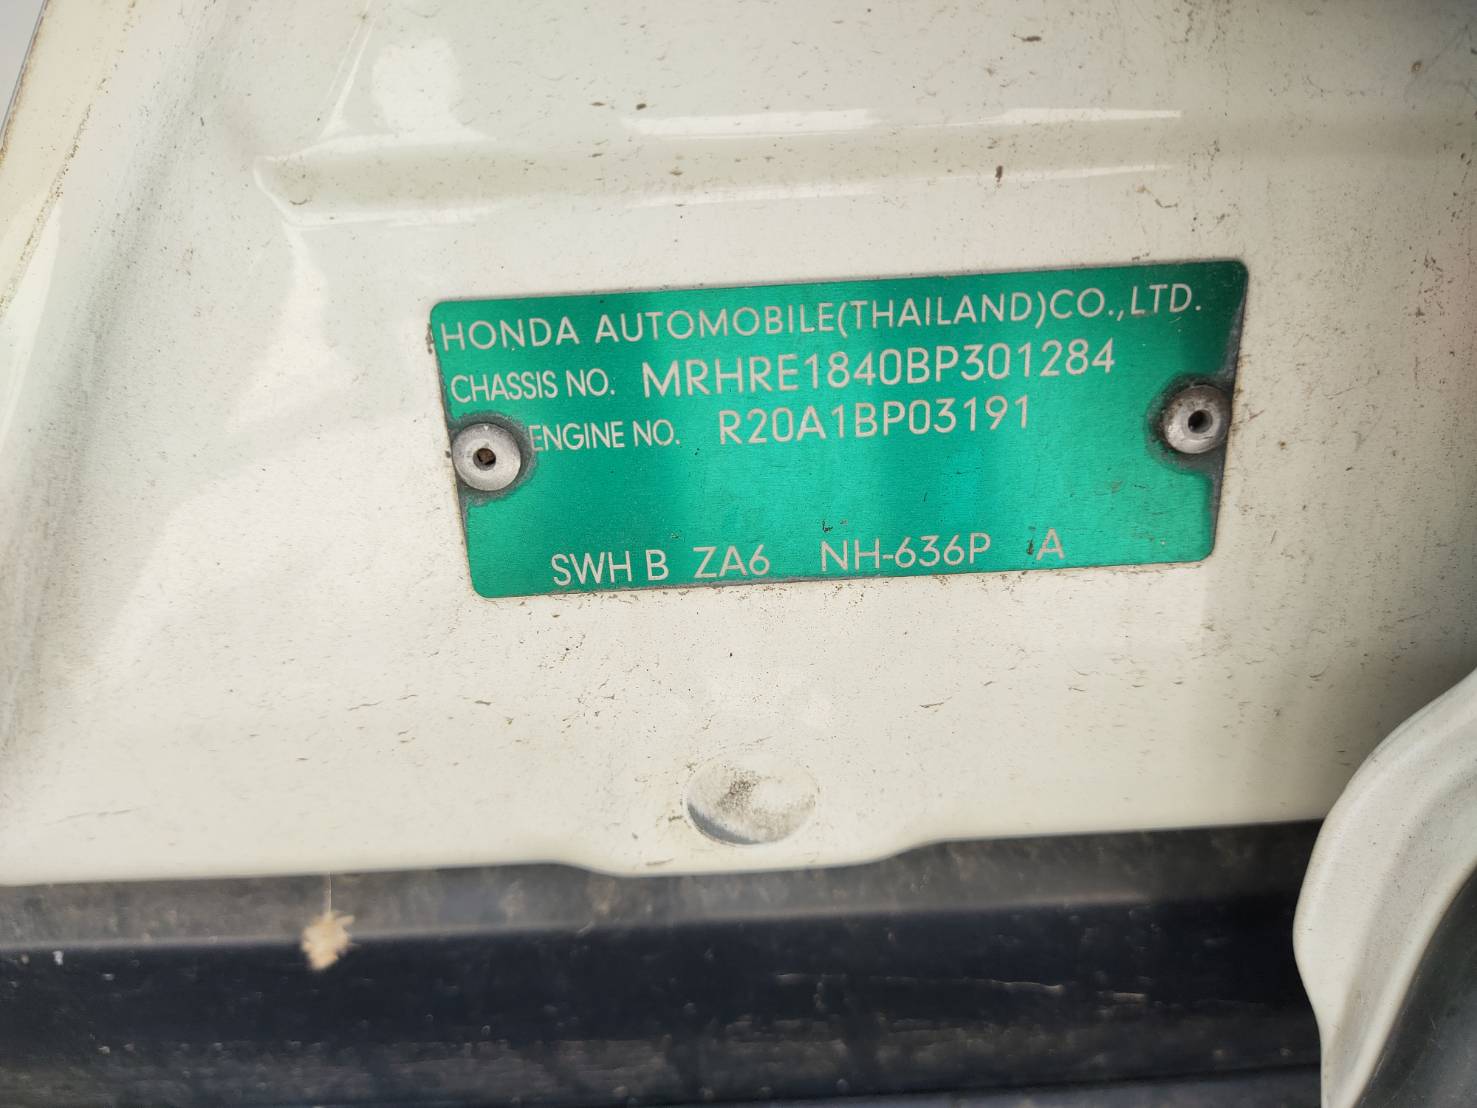 HONDA AUTOMOBILE(THAILAND)CO.,LTD.
CHASSIS NO. MRHRE1840BP301284
ENGINE NO. R20A1BP03191
SWH B ZA6 NH-636P A